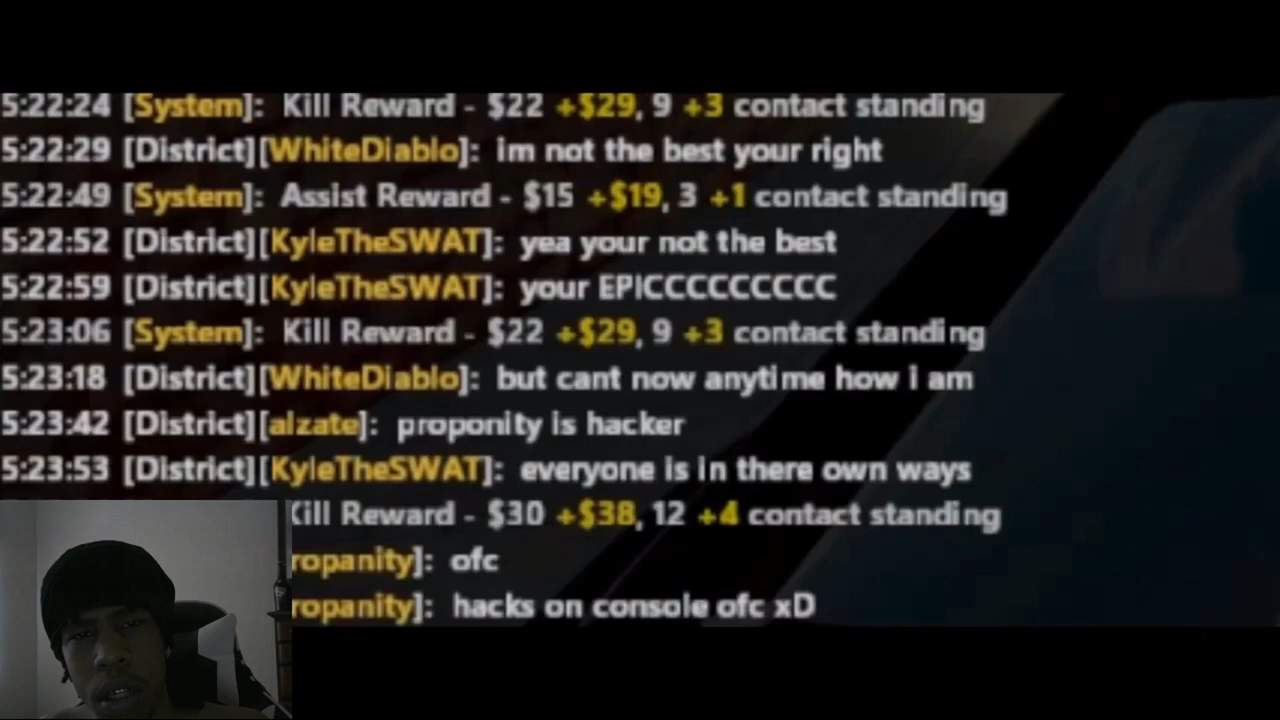 5:22:24 [System]: Kill Reward - $22 +$29, 9 +3 contact standing
5:22:29 [District][WhiteDiablo]: im not the best your right
5:22:49 [System]: Assist Reward - $15 +$19, 3 +1 contact standing
5:22:52 [District][KyleTheSWAT]: yea your not the best
5:22:59 [District][KyleTheSWAT]: your EPICCCCCCCCCC
5:23:06 [System]: Kill Reward - $22 +$29, 9 +3 contact standing
5:23:18 [District][WhiteDiablo]: but cant now anytime how i am
5:23:42 [District][alzate]: proponity is hacker
5:23:53 [District][KyleTheSWAT]: everyone is in there own ways
Kill Reward - $30 +$38, 12 +4 contact standing
ropanity]: ofc
ropanity]: hacks on console ofc xD